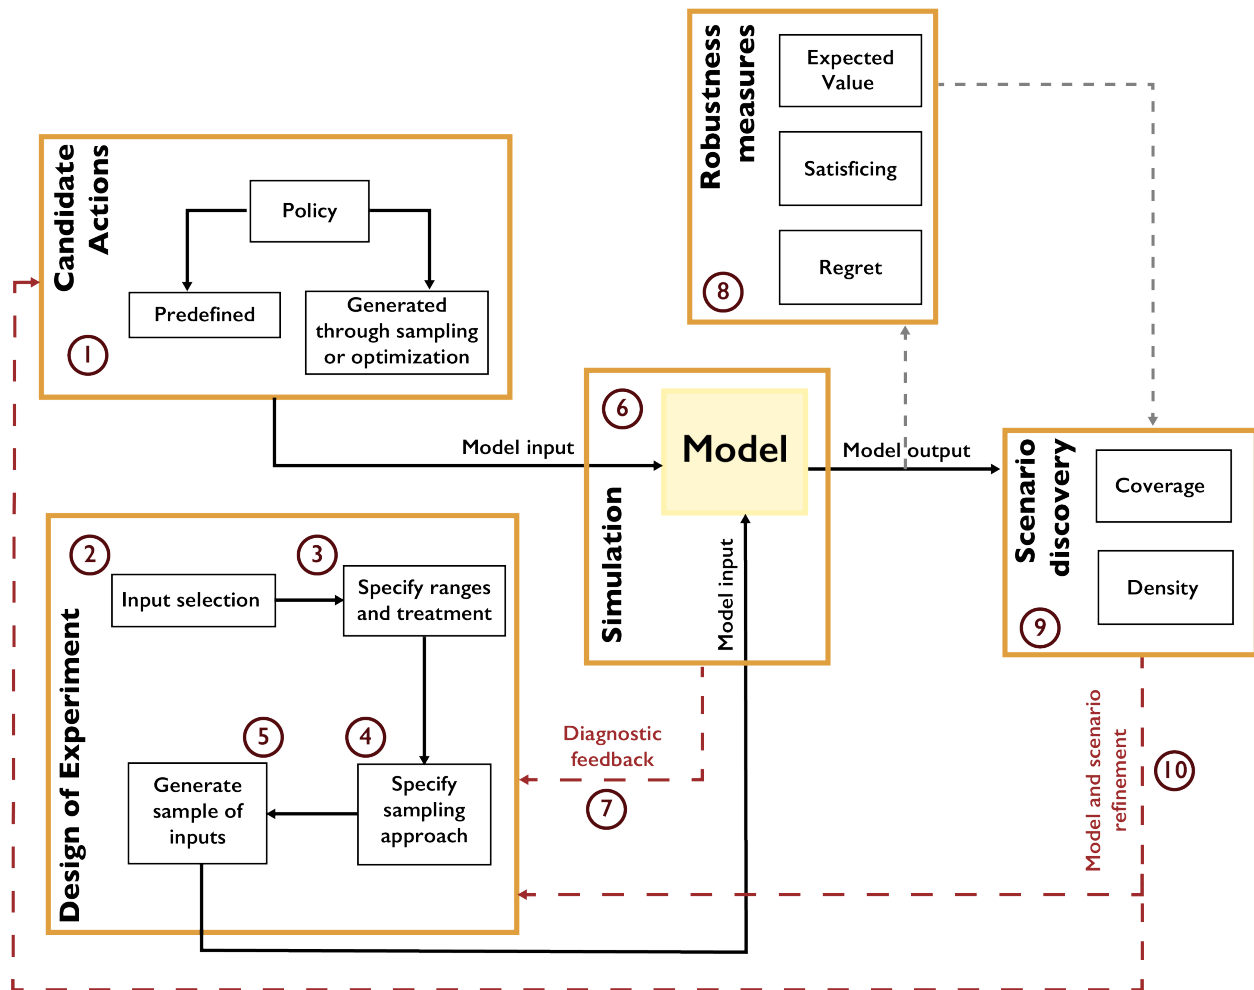 Robustness
measures
Expected
Value
Satisficing
Regret
8
Candidate
Actions
Policy
Predefined
Generated
through sampling
or optimization
1
Model input
6
Model
Simulation
Model input
Model output
Scenario
discovery
Coverage
Density
9
Design of Experiment
2
Input selection
3
Specify ranges
and treatment
4
Specify
sampling
approach
5
Generate
sample of
inputs
Diagnostic
feedback
7
Model and scenario
refinement
10